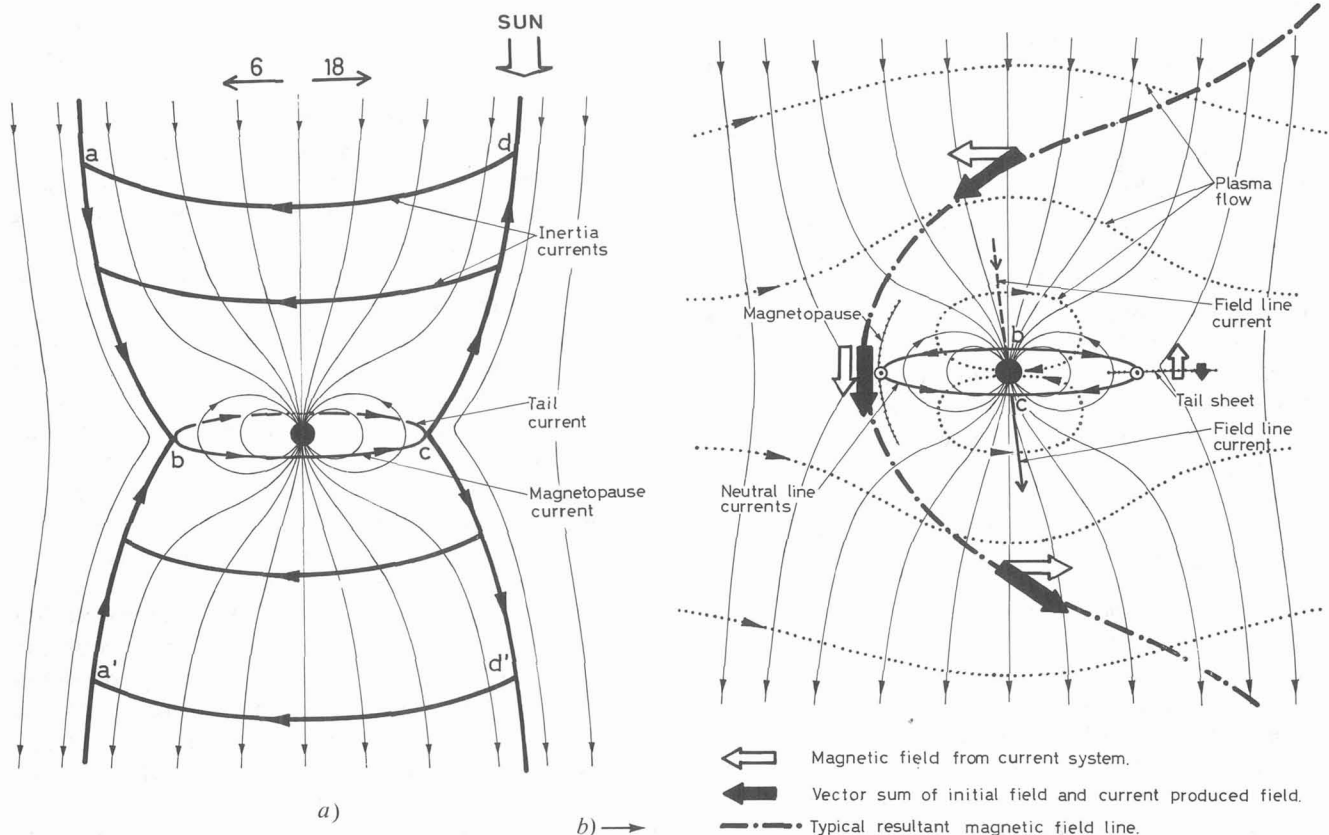 SUN
6 18
a
d
Inertia
currents
Tail
current
b
c
Magnetopause
current
a'
d'
a)
Plasma
flow
Magnetopause
Field line
current
b
c
Tail sheet
Field line
current
Neutral line
currents
Magnetic field from current system.
Vector sum of initial field and current produced field.
Typical resultant magnetic field line.
b)